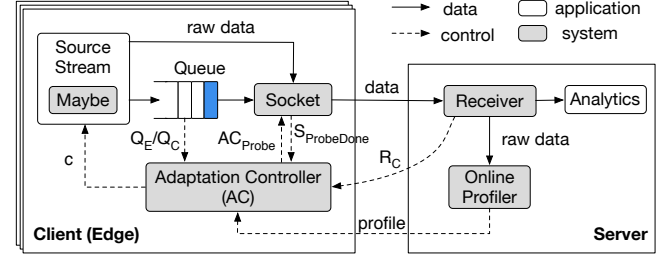 raw data
data
application
control
system
Source
Stream
Maybe
Queue
Socket
data
Receiver
Analytics
Q_E/Q_C
AC_Probe
S_ProbeDone
c
R_C
raw data
Adaptation Controller
(AC)
Online
Profiler
profile
Client (Edge)
Server